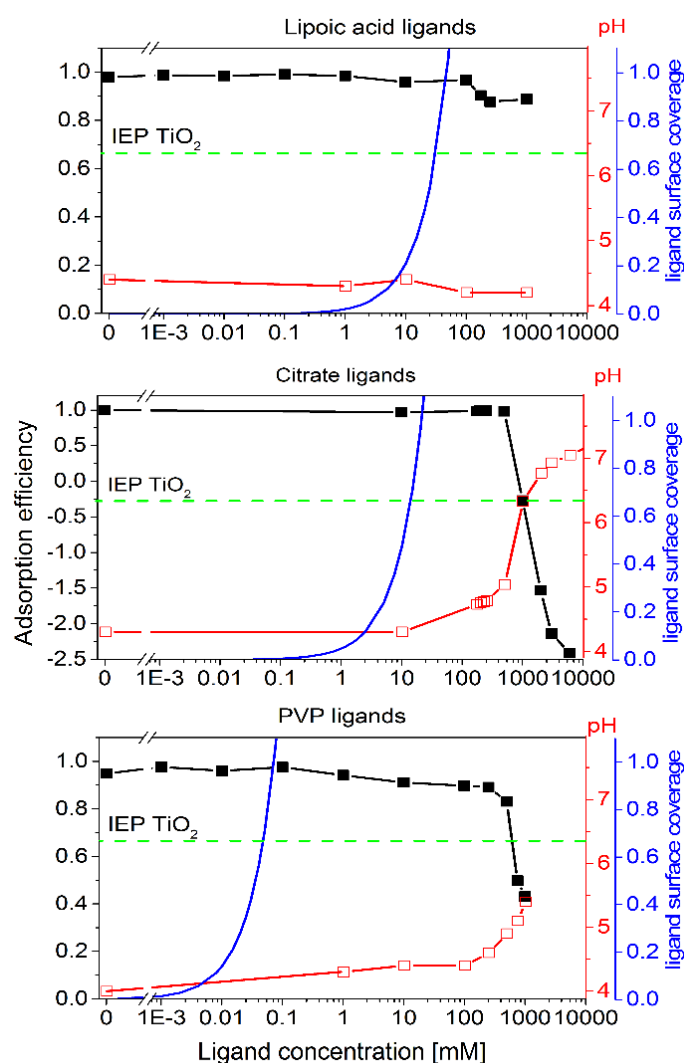 Lipoic acid ligands
pH
1.0
0.8
0.6
0.4
0.2
0.0
IEP TiO₂
7
6
5
4
1.0
0.8
0.6
0.4
0.2
0.0
ligand surface coverage
0 1E-3 0.01 0.1 1 10 100 1000 10000
Citrate ligands
pH
Adsorption efficiency
1.0
0.5
0.0
-0.5
-1.0
-1.5
-2.0
-2.5
IEP TiO₂
7
6
5
4
1.0
0.8
0.6
0.4
0.2
0.0
ligand surface coverage
0 1E-3 0.01 0.1 1 10 100 1000 10000
PVP ligands
pH
1.0
0.8
0.6
0.4
0.2
0.0
IEP TiO₂
7
6
5
4
1.0
0.8
0.6
0.4
0.2
0.0
ligand surface coverage
0 1E-3 0.01 0.1 1 10 100 1000 10000
Ligand concentration [mM]